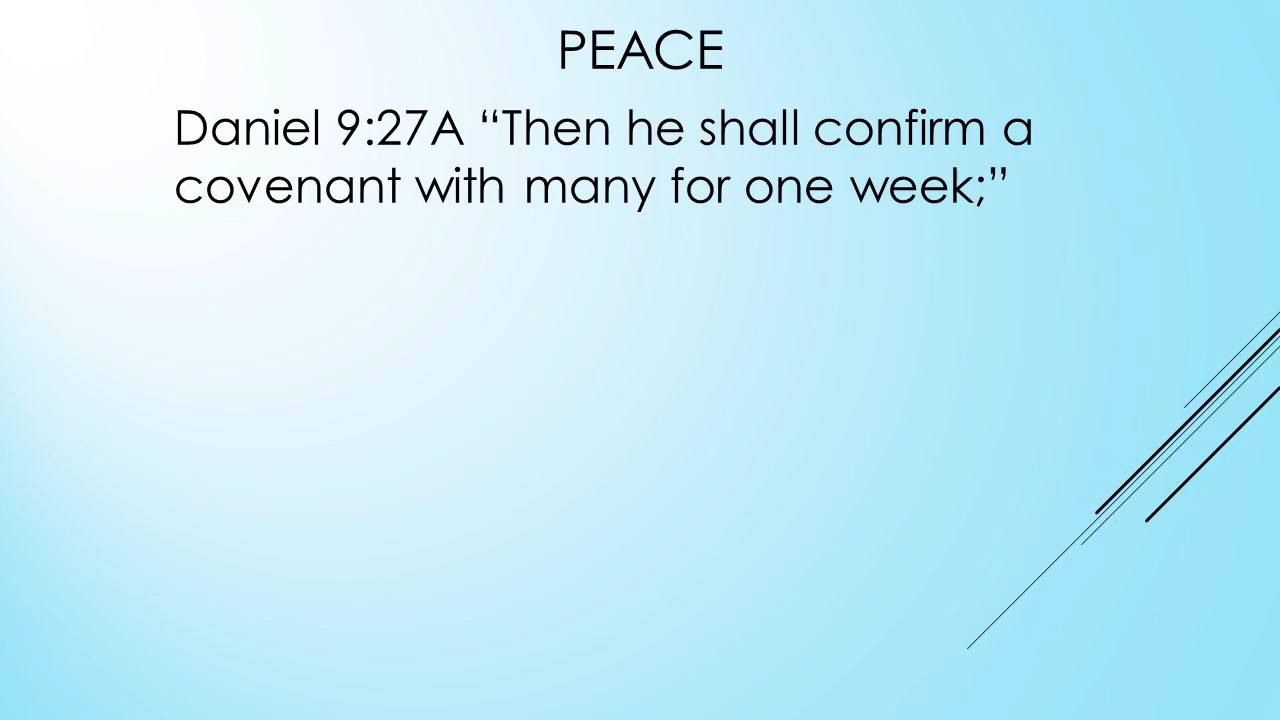 PEACE
Daniel 9:27A “Then he shall confirm a
covenant with many for one week;”